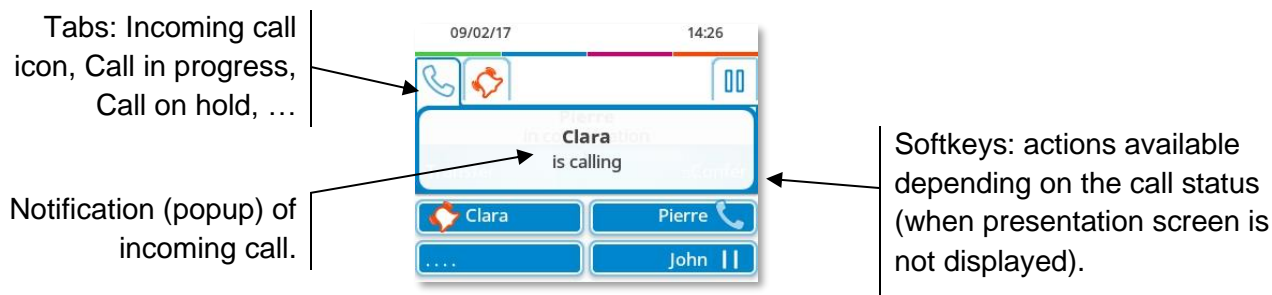 Tabs: Incoming call
icon, Call in progress,
Call on hold, …
Notification (popup) of
incoming call.
09/02/17 14:26
Pierre
Clara
is calling
Clara Pierre
.... John
Softkeys: actions available
depending on the call status
(when presentation screen is
not displayed).